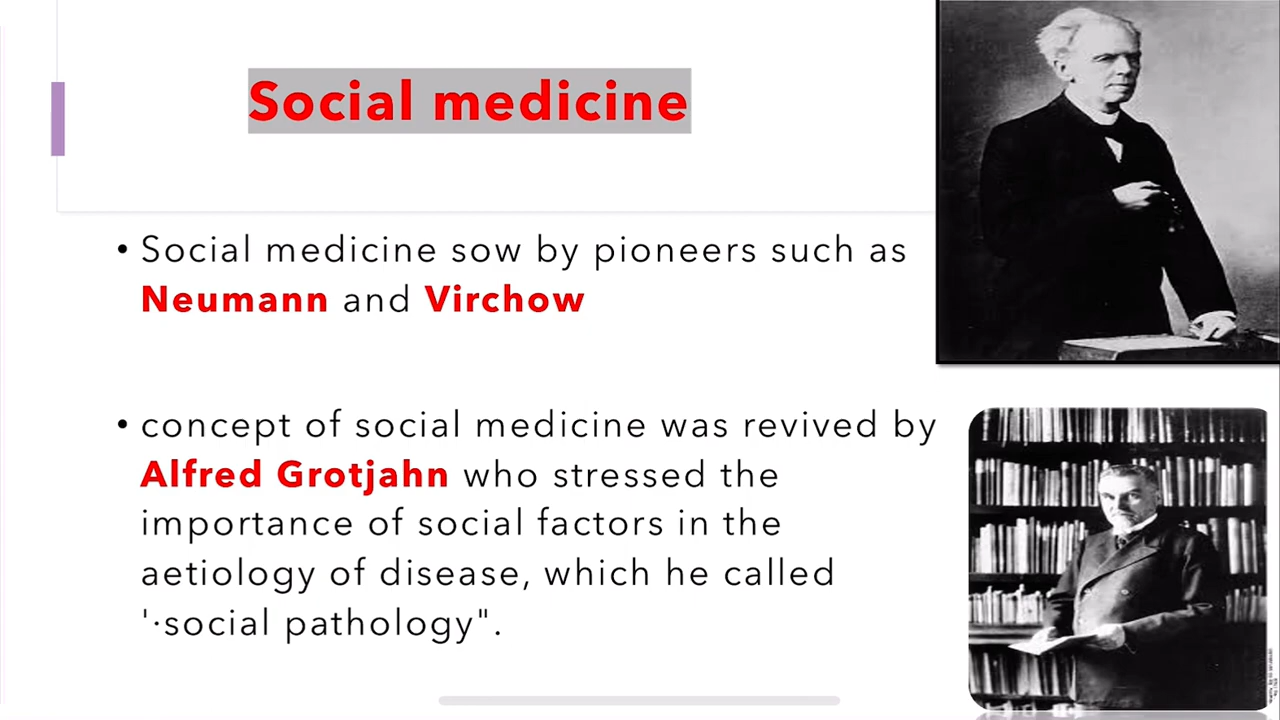 Social medicine
• Social medicine sow by pioneers such as
Neumann and Virchow
• concept of social medicine was revived by
Alfred Grotjahn who stressed the
importance of social factors in the
aetiology of disease, which he called
'·social pathology".